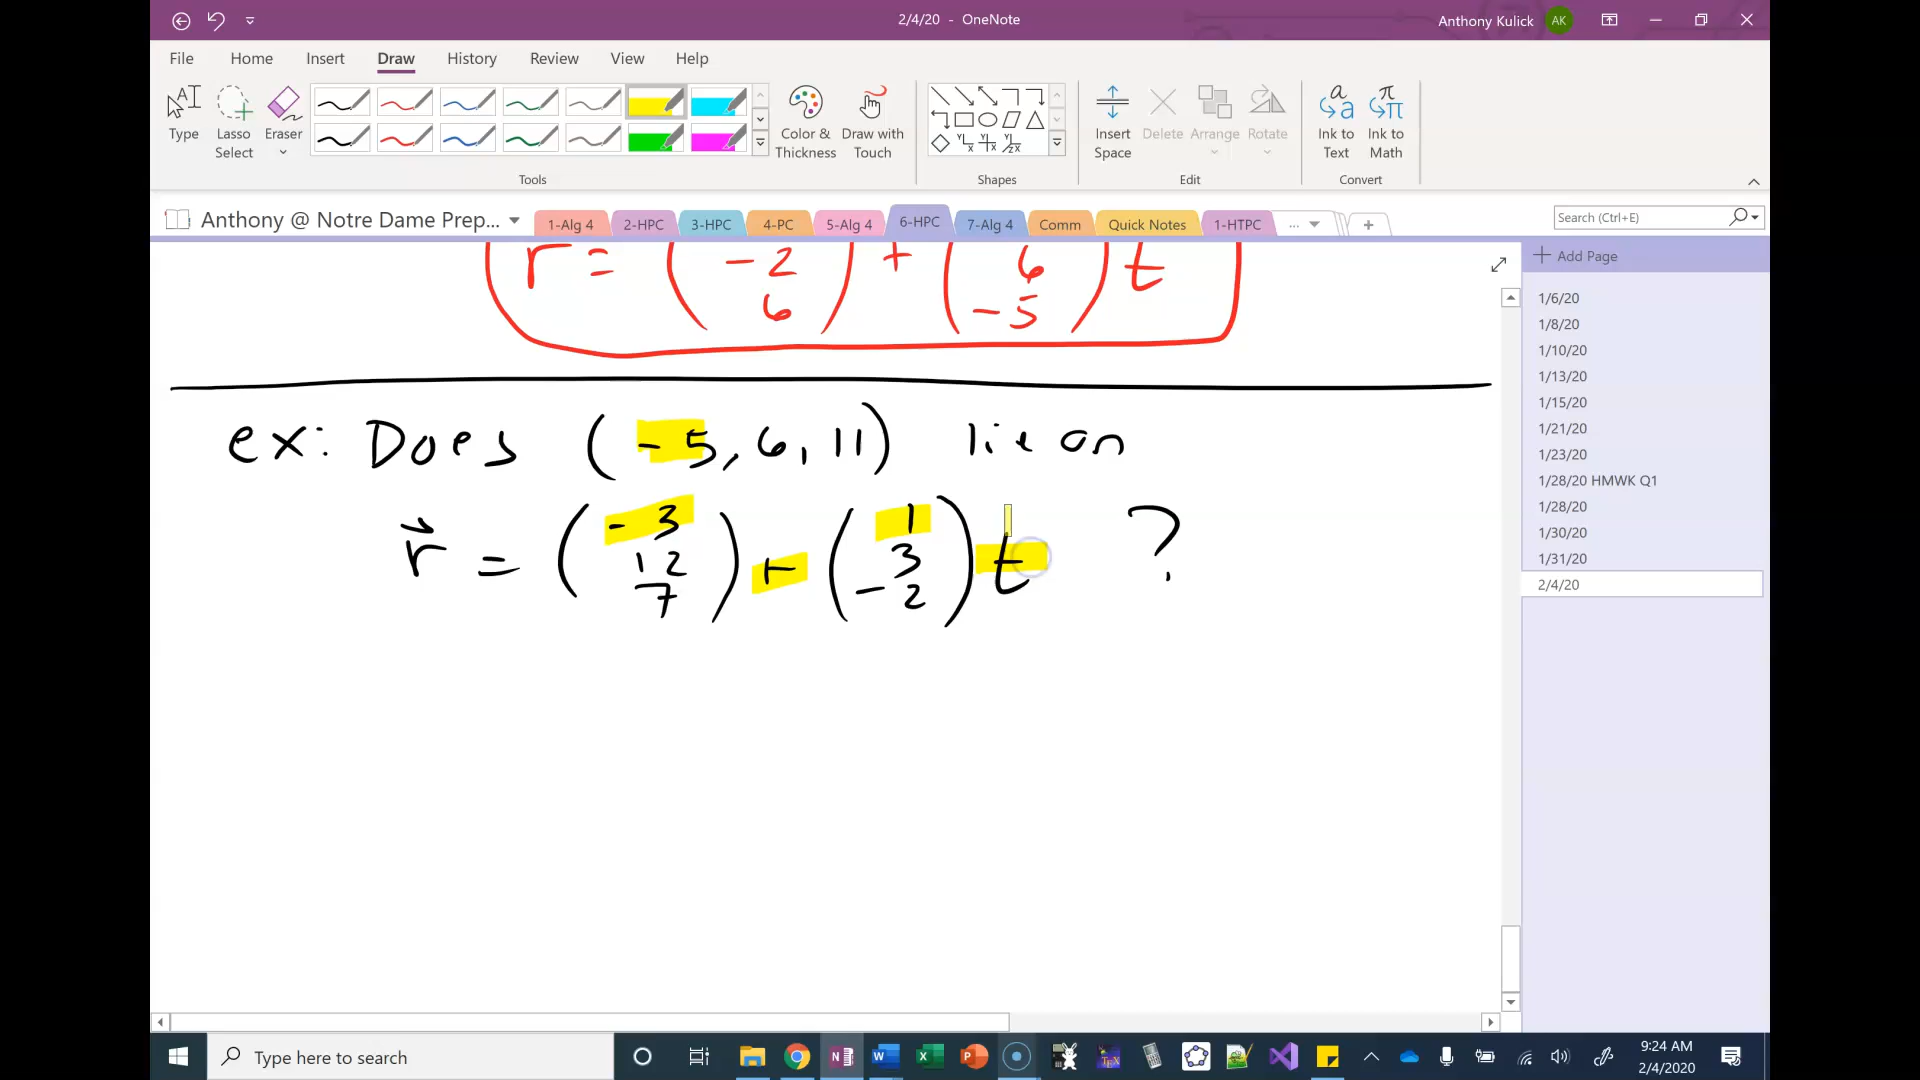 2/4/20 - OneNote
Anthony Kulick
AK
File Home Insert Draw History Review View Help
Type
Lasso Select
Eraser
Color & Thickness
Draw with Touch
Insert Space
Delete
Arrange
Rotate
Ink to Text
Ink to Math
Tools
Shapes
Edit
Convert
Anthony @ Notre Dame Prep...
1-Alg 4
2-HPC
3-HPC
4-PC
5-Alg 4
6-HPC
7-Alg 4
Comm
Quick Notes
1-HTPC
...
Search (Ctrl+E)
Add Page
1/6/20
1/8/20
1/10/20
1/13/20
1/15/20
1/21/20
1/23/20
1/28/20 HMWK Q1
1/28/20
1/30/20
1/31/20
2/4/20
r = ( -2 ) + ( 6 ) t
6 -5
ex: Does (-5, 6, 11) lie on
r = ( -3 ) + ( 1 ) t ?
12 3
7 -2
Type here to search
9:24 AM
2/4/2020